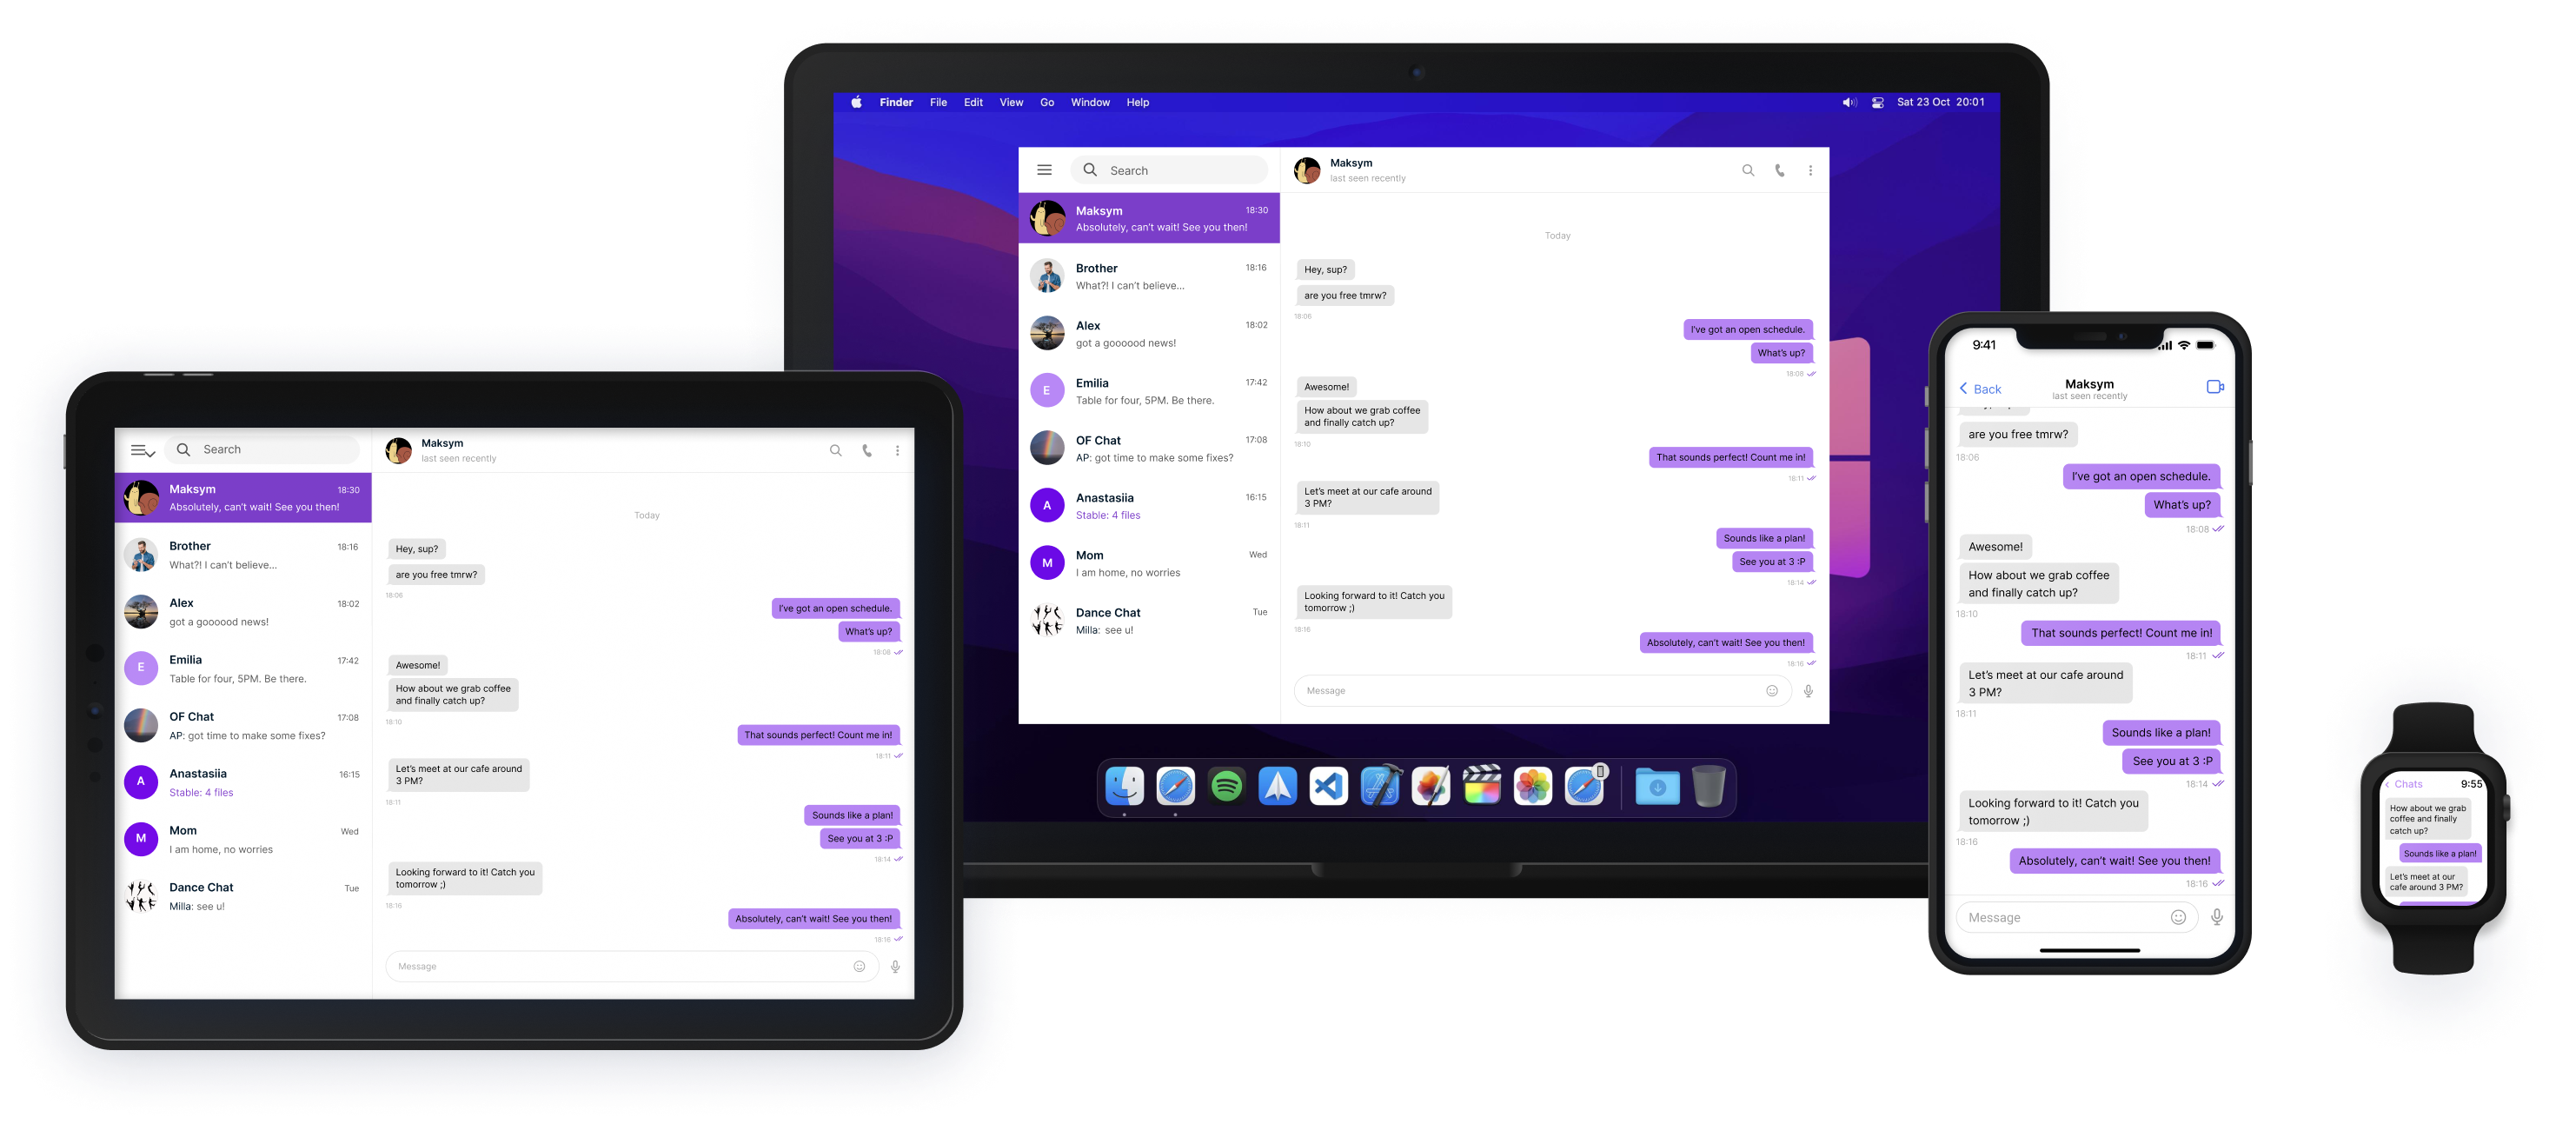 Finder File Edit View Go Window Help
Sat 23 Oct 20:01
Search
Maksym
last seen recently
Maksym 18:30
Absolutely, can't wait! See you then!
Brother 18:16
What?! I can't believe...
Alex 18:02
got a goooood news!
E
Emilia 17:42
Table for four, 5PM. Be there.
OF Chat 17:08
AP: got time to make some fixes?
A
Anastasiia 16:15
Stable: 4 files
M
Mom Wed
I am home, no worries
Dance Chat Tue
Milla: see u!
Today
Hey, sup?
are you free tmrw?
18:06
I've got an open schedule.
What's up?
18:08
Awesome!
How about we grab coffee
and finally catch up?
18:10
That sounds perfect! Count me in!
18:11
Let's meet at our cafe around
3 PM?
18:11
Sounds like a plan!
See you at 3 :P
18:14
Looking forward to it! Catch you
tomorrow ;)
18:16
Absolutely, can't wait! See you then!
18:16
Message
Search
Maksym
last seen recently
Maksym 18:30
Absolutely, can't wait! See you then!
Brother 18:16
What?! I can't believe...
Alex 18:02
got a goooood news!
E
Emilia 17:42
Table for four, 5PM. Be there.
OF Chat 17:08
AP: got time to make some fixes?
A
Anastasiia 16:15
Stable: 4 files
M
Mom Wed
I am home, no worries
Dance Chat Tue
Milla: see u!
Today
Hey, sup?
are you free tmrw?
18:06
I've got an open schedule.
What's up?
18:08
Awesome!
How about we grab coffee
and finally catch up?
18:10
That sounds perfect! Count me in!
18:11
Let's meet at our cafe around
3 PM?
18:11
Sounds like a plan!
See you at 3 :P
18:14
Looking forward to it! Catch you
tomorrow ;)
18:16
Absolutely, can't wait! See you then!
18:16
Message
9:41
Back
Maksym
last seen recently
are you free tmrw?
18:06
I've got an open schedule.
What's up?
18:08
Awesome!
How about we grab coffee
and finally catch up?
18:10
That sounds perfect! Count me in!
18:11
Let's meet at our cafe around
3 PM?
18:11
Sounds like a plan!
See you at 3 :P
18:14
Looking forward to it! Catch you
tomorrow ;)
18:16
Absolutely, can't wait! See you then!
18:16
Message
Chats 9:55
How about we grab
coffee and finally
catch up?
Sounds like a plan!
Let's meet at our
cafe around 3 PM?